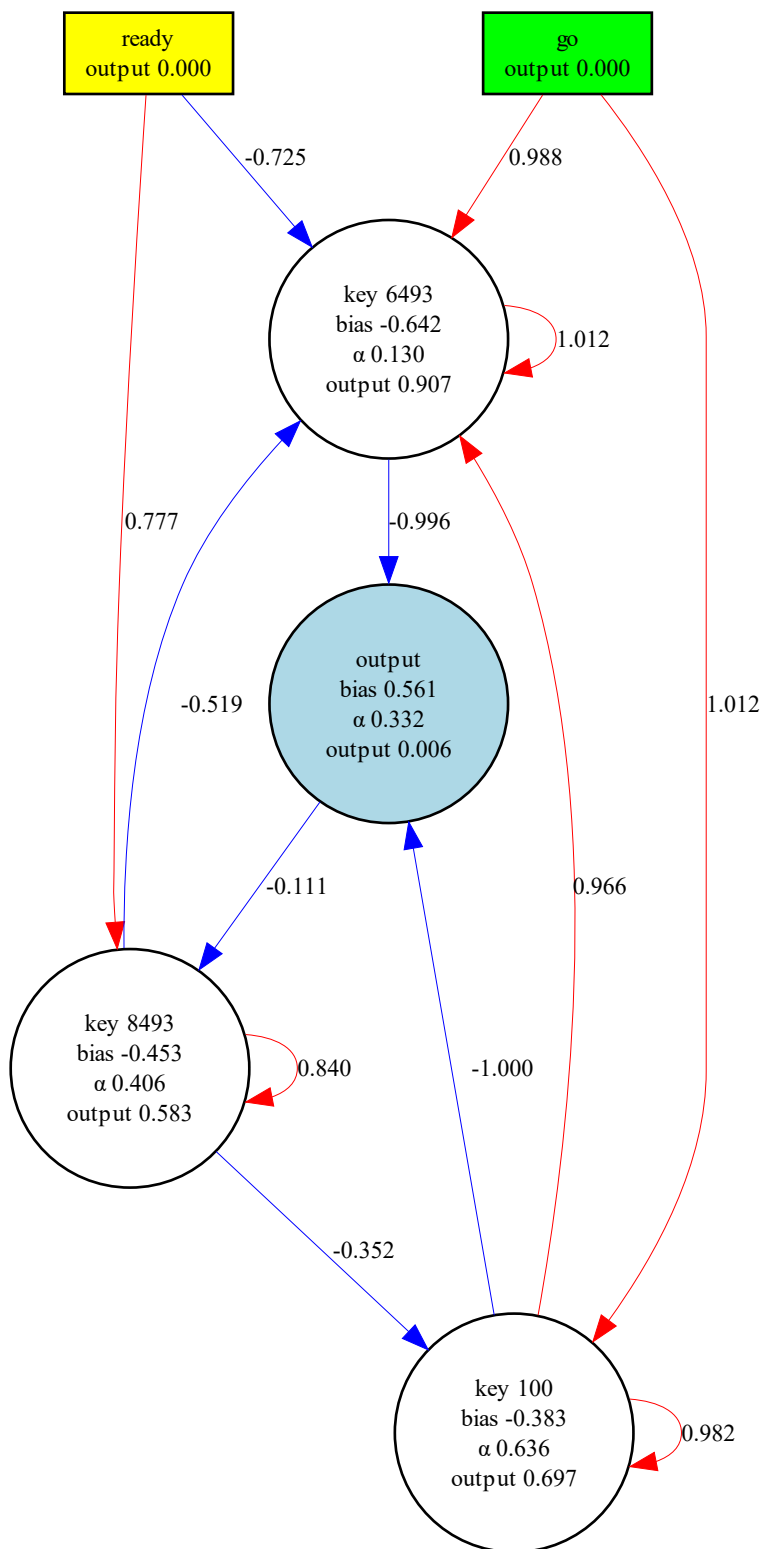 ready
output 0.000
go
output 0.000
-0.725
0.988
key 6493
bias -0.642
α 0.130
output 0.907
1.012
0.777
-0.996
output
bias 0.561
α 0.332
output 0.006
-0.519
1.012
-0.111
0.966
key 8493
bias -0.453
α 0.406
output 0.583
0.840
-1.000
-0.352
key 100
bias -0.383
α 0.636
output 0.697
0.982